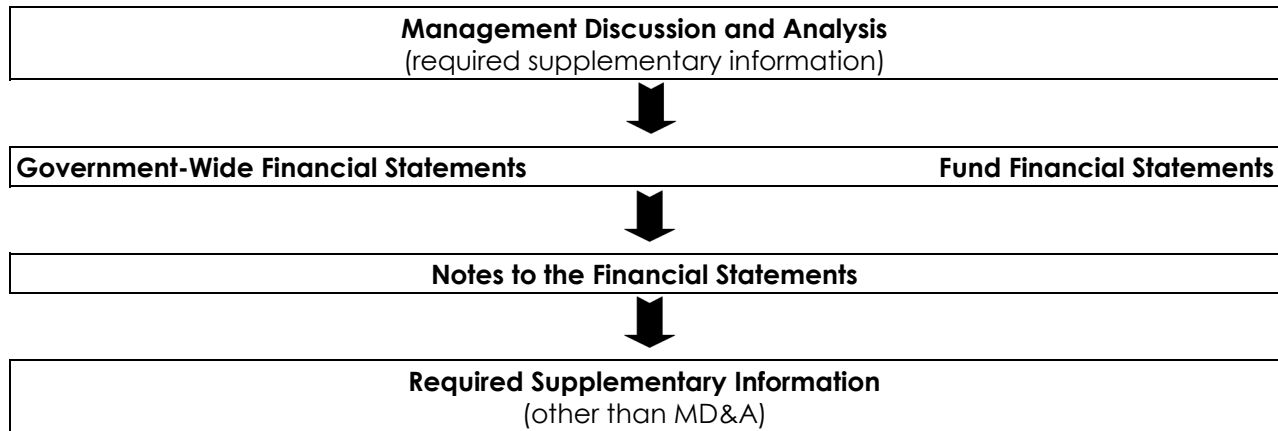 Management Discussion and Analysis
(required supplementary information)
Government-Wide Financial Statements Fund Financial Statements
Notes to the Financial Statements
Required Supplementary Information
(other than MD&A)